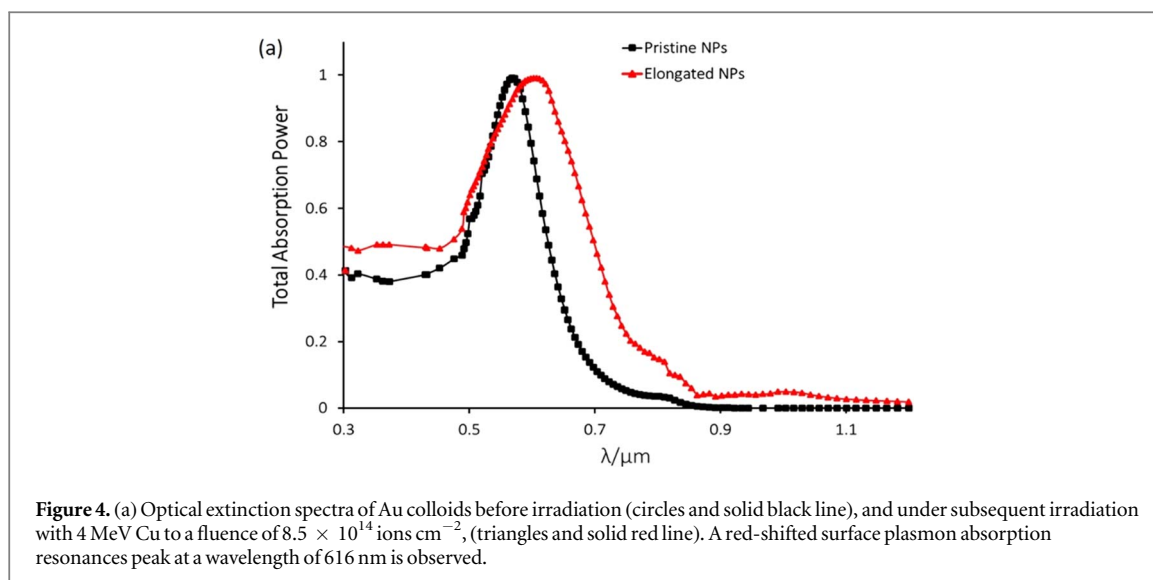 (a)
Pristine NPs
Elongated NPs
Total Absorption Power
1
0.8
0.6
0.4
0.2
0
0.3
0.5
0.7
0.9
1.1
λ/μm
Figure 4. (a) Optical extinction spectra of Au colloids before irradiation (circles and solid black line), and under subsequent irradiation
with 4 MeV Cu to a fluence of 8.5 × 10¹⁴ ions cm⁻², (triangles and solid red line). A red-shifted surface plasmon absorption
resonances peak at a wavelength of 616 nm is observed.